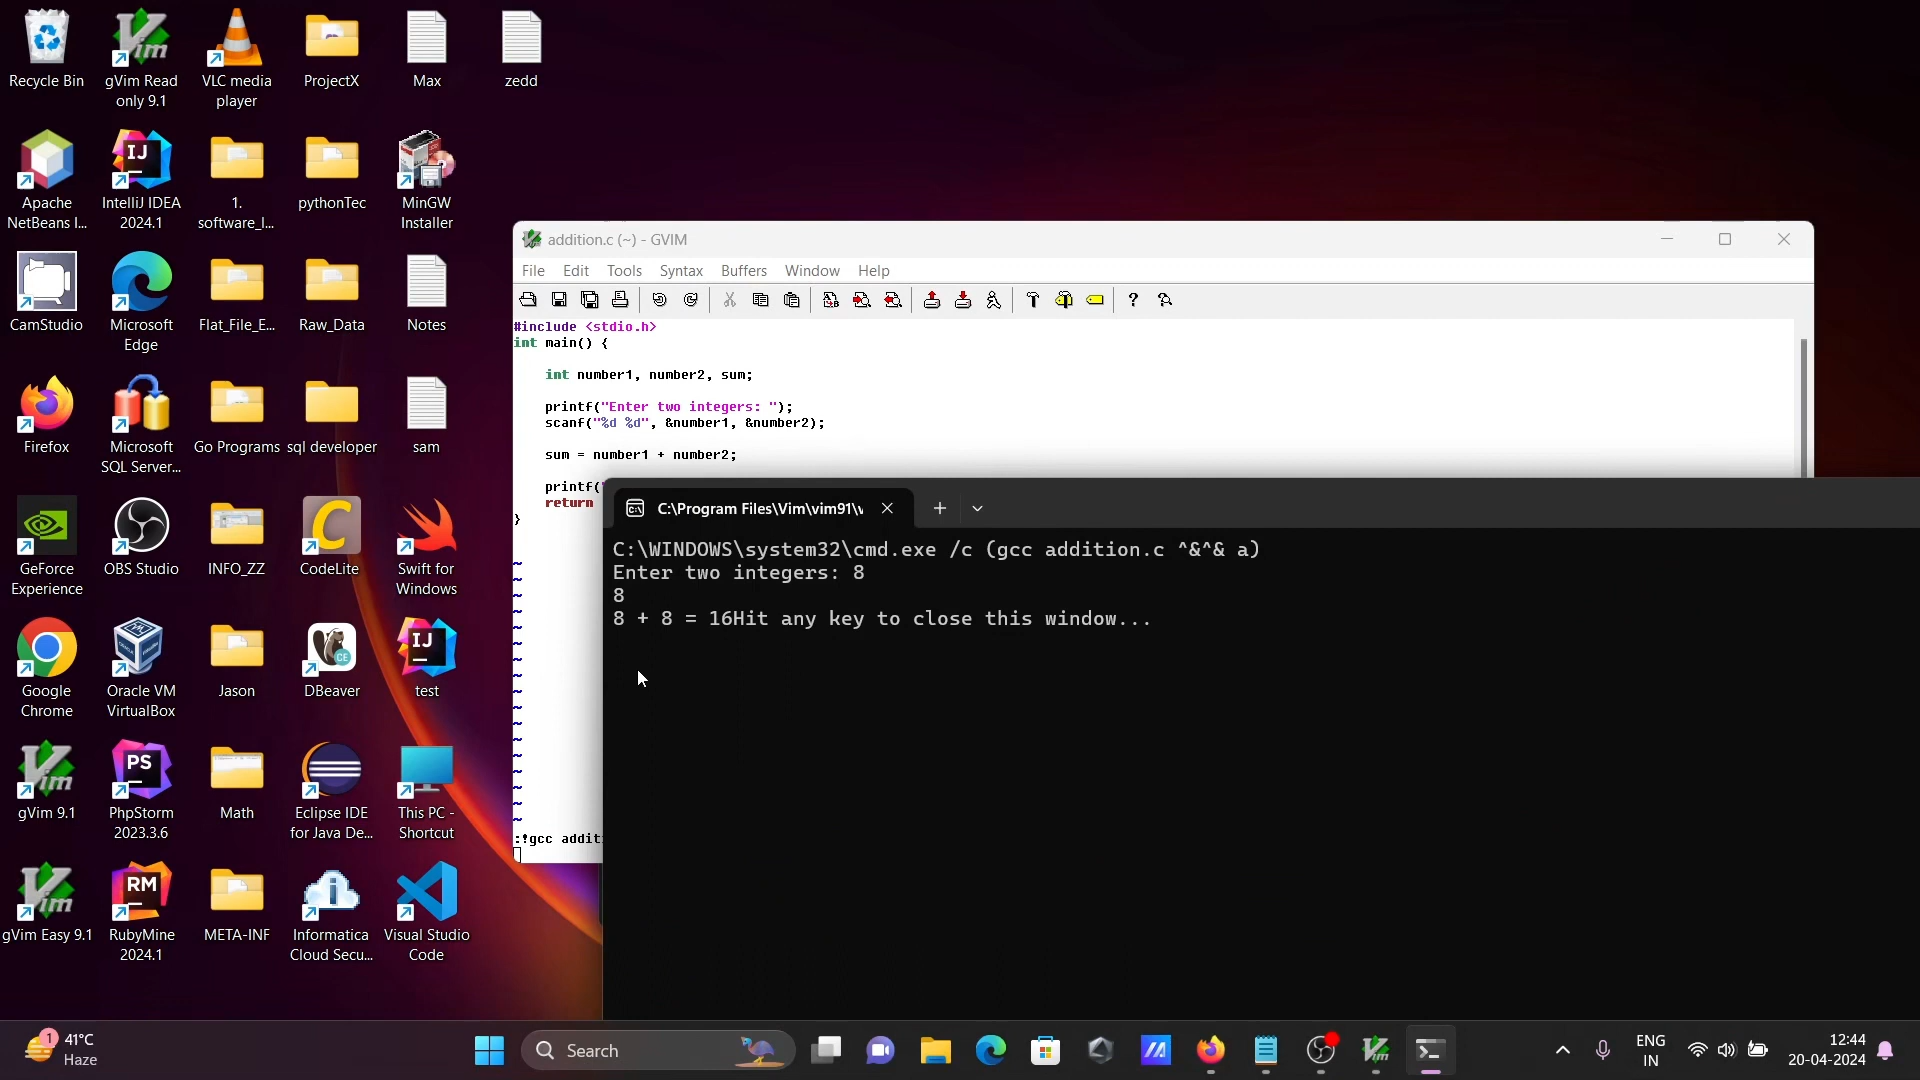 Recycle Bin
gVim Read
only 9.1
VLC media
player
ProjectX
Max
zedd
Apache
NetBeans I...
IntelliJ IDEA
2024.1
1.
software_I...
pythonTec
MinGW
Installer
CamStudio
Microsoft
Edge
Flat_File_E...
Raw_Data
Notes
Firefox
Microsoft
SQL Server...
Go Programs
sql developer
sam
GeForce
Experience
OBS Studio
INFO_ZZ
CodeLite
Swift for
Windows
Google
Chrome
Oracle VM
VirtualBox
Jason
DBeaver
test
gVim 9.1
PhpStorm
2023.3.6
Math
Eclipse IDE
for Java De...
This PC -
Shortcut
gVim Easy 9.1
RubyMine
2024.1
META-INF
Informatica
Cloud Secu...
Visual Studio
Code
addition.c (~) - GVIM
File Edit Tools Syntax Buffers Window Help
#include <stdio.h>
int main() {
int number1, number2, sum;
printf("Enter two integers: ");
scanf("%d %d", &number1, &number2);
sum = number1 + number2;
printf(
return
}
:!gcc addit
C:\Program Files\Vim\vim91\
C:\WINDOWS\system32\cmd.exe /c (gcc addition.c ^&^& a)
Enter two integers: 8
8
8 + 8 = 16Hit any key to close this window...
1
41°C
Haze
Search
ENG
IN
12:44
20-04-2024